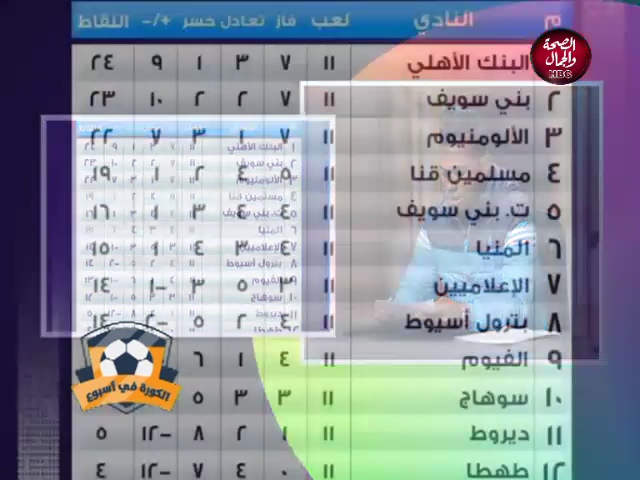 م النادي لعب فاز تعادل خسر +/- النقاط
البنك الأهلي ١١ ٧ ٣ ١ ٩ ٢٤
٢ بني سويف ١١ ٧ ٢ ٢ ١٠ ٢٣
٣ الألومنيوم ١١ ٧ ١ ٣ ٧ ٢٢
٤ مسلمين قنا ١١ ٥ ٤ ٢ ١ ١٩
٥ ت. بني سويف ١١ ٤ ٤ ٣ ١ ١٦
٦ المنيا ١١ ٤ ٣ ٤ ١ ١٥
٧ الإعلاميين ١١ ٣ ٥ ٣ -١ ١٤
٨ بترول أسيوط ١١ ٤ ٢ ٥ -٢ ١٤
٩ الفيوم ١١ ٤ ١ ٦
١٠ سوهاج ١١ ٣ ٣ ٥
١١ ديروط ١١ ١ ٢ ٨ -١٢ ٥
١٢ طهطا ١١ ٠ ٤ ٧ -١٢ ٤
الصحة والجمال
HBC
الكورة في أسبوع